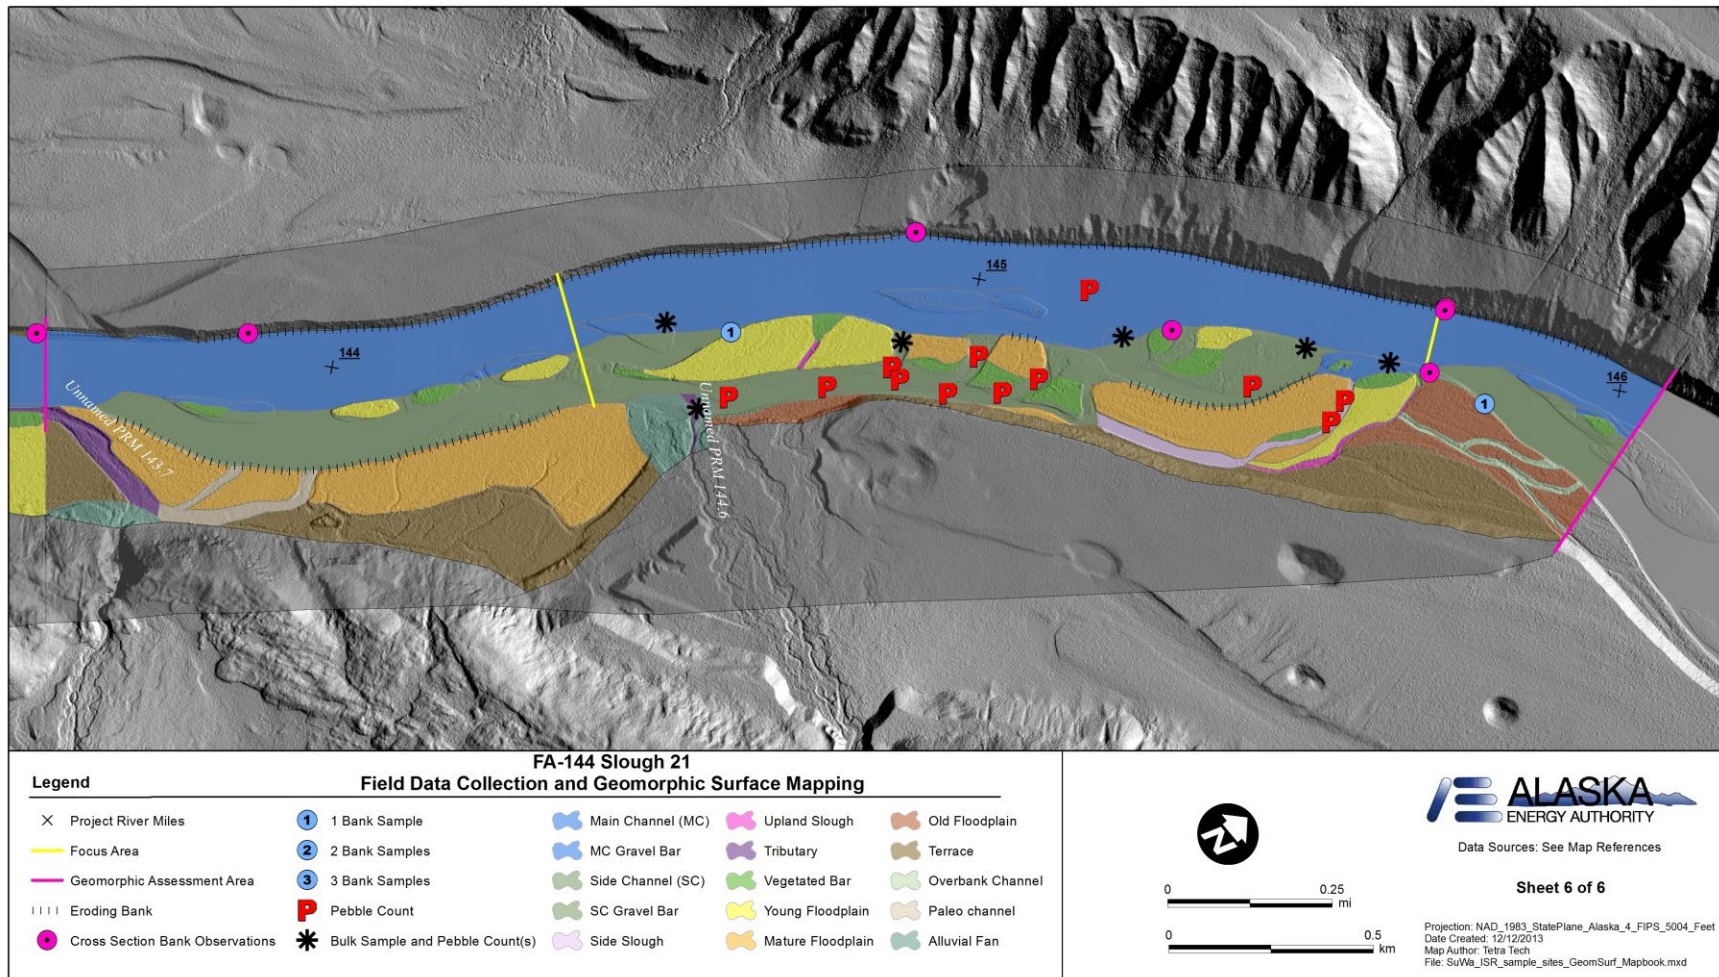 145
144
146
1
1
P
P
P
P
P
P
P
P
P
P
P
P
P
Unnamed PRM 143.7
Unnamed PRM 144.6
FA-144 Slough 21
Field Data Collection and Geomorphic Surface Mapping
Legend
Project River Miles
Focus Area
Geomorphic Assessment Area
Eroding Bank
Cross Section Bank Observations
1 1 Bank Sample
2 2 Bank Samples
3 3 Bank Samples
P Pebble Count
Bulk Sample and Pebble Count(s)
Main Channel (MC)
MC Gravel Bar
Side Channel (SC)
SC Gravel Bar
Side Slough
Upland Slough
Tributary
Vegetated Bar
Young Floodplain
Mature Floodplain
Old Floodplain
Terrace
Overbank Channel
Paleo channel
Alluvial Fan
N
0 0.25
mi
0 0.5
km
ALASKA
ENERGY AUTHORITY
Data Sources: See Map References
Sheet 6 of 6
Projection: NAD_1983_StatePlane_Alaska_4_FIPS_5004_Feet
Date Created: 12/12/2013
Map Author: Tetra Tech
File: SuWa_ISR_sample_sites_GeomSurf_Mapbook.mxd